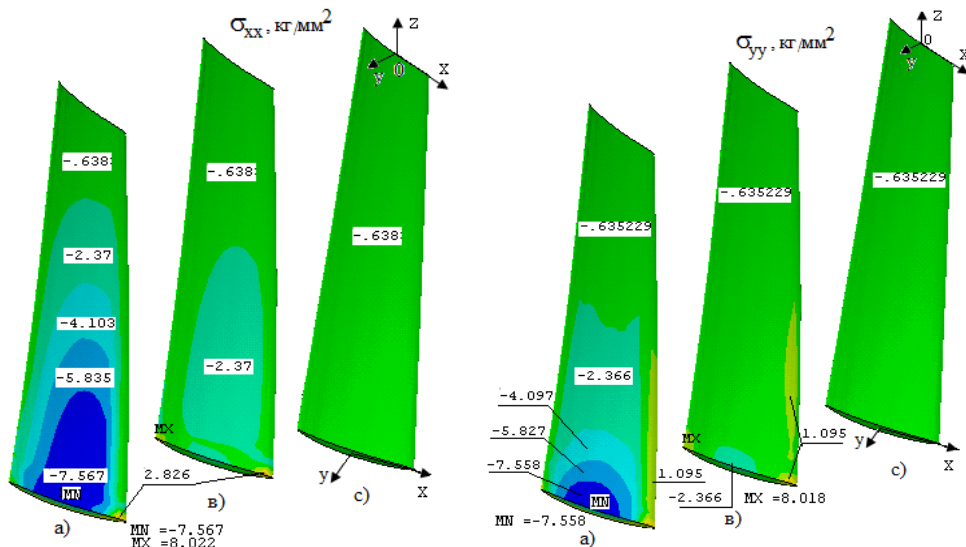 σxx, кг/мм²
Z
y 0
X
-.638
-.638
-2.37
-.638
-4.103
-5.835
-2.37
-7.567
MN
MX
2.826
y
X
а)
в)
с)
MN =-7.567
MX =8.022
σyy, кг/мм²
Z
0
y
X
-.635229
-.635229
-.635229
-2.366
-4.097
-5.827
-7.558
MN
MX
1.095
1.095
-2.366
y
X
MN =-7.558
MX =8.018
а)
в)
с)